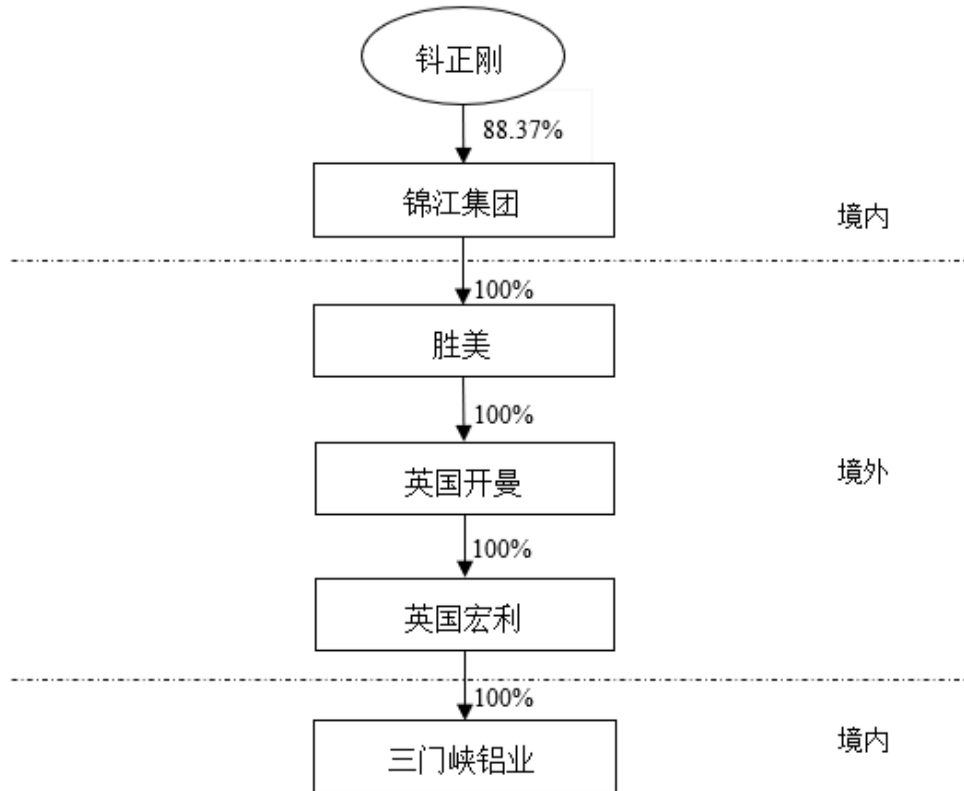 钭正刚
88.37%
锦江集团
境内
100%
胜美
100%
英国开曼
境外
100%
英国宏利
100%
境内
三门峡铝业